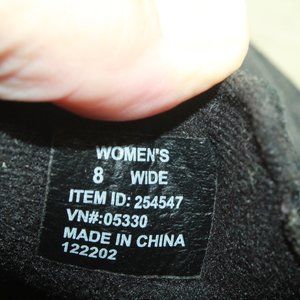 WOMEN'S
8 WIDE
ITEM ID: 254547
VN#:05330
MADE IN CHINA
122202